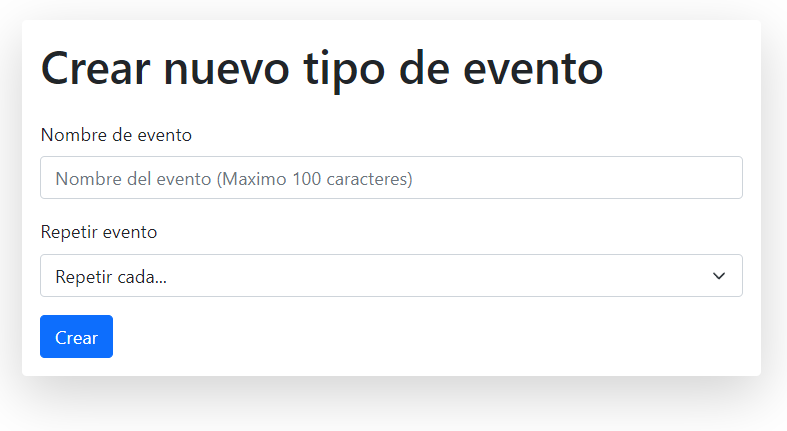 Crear nuevo tipo de evento
Nombre de evento
Nombre del evento (Maximo 100 caracteres)
Repetir evento
Repetir cada...
Crear